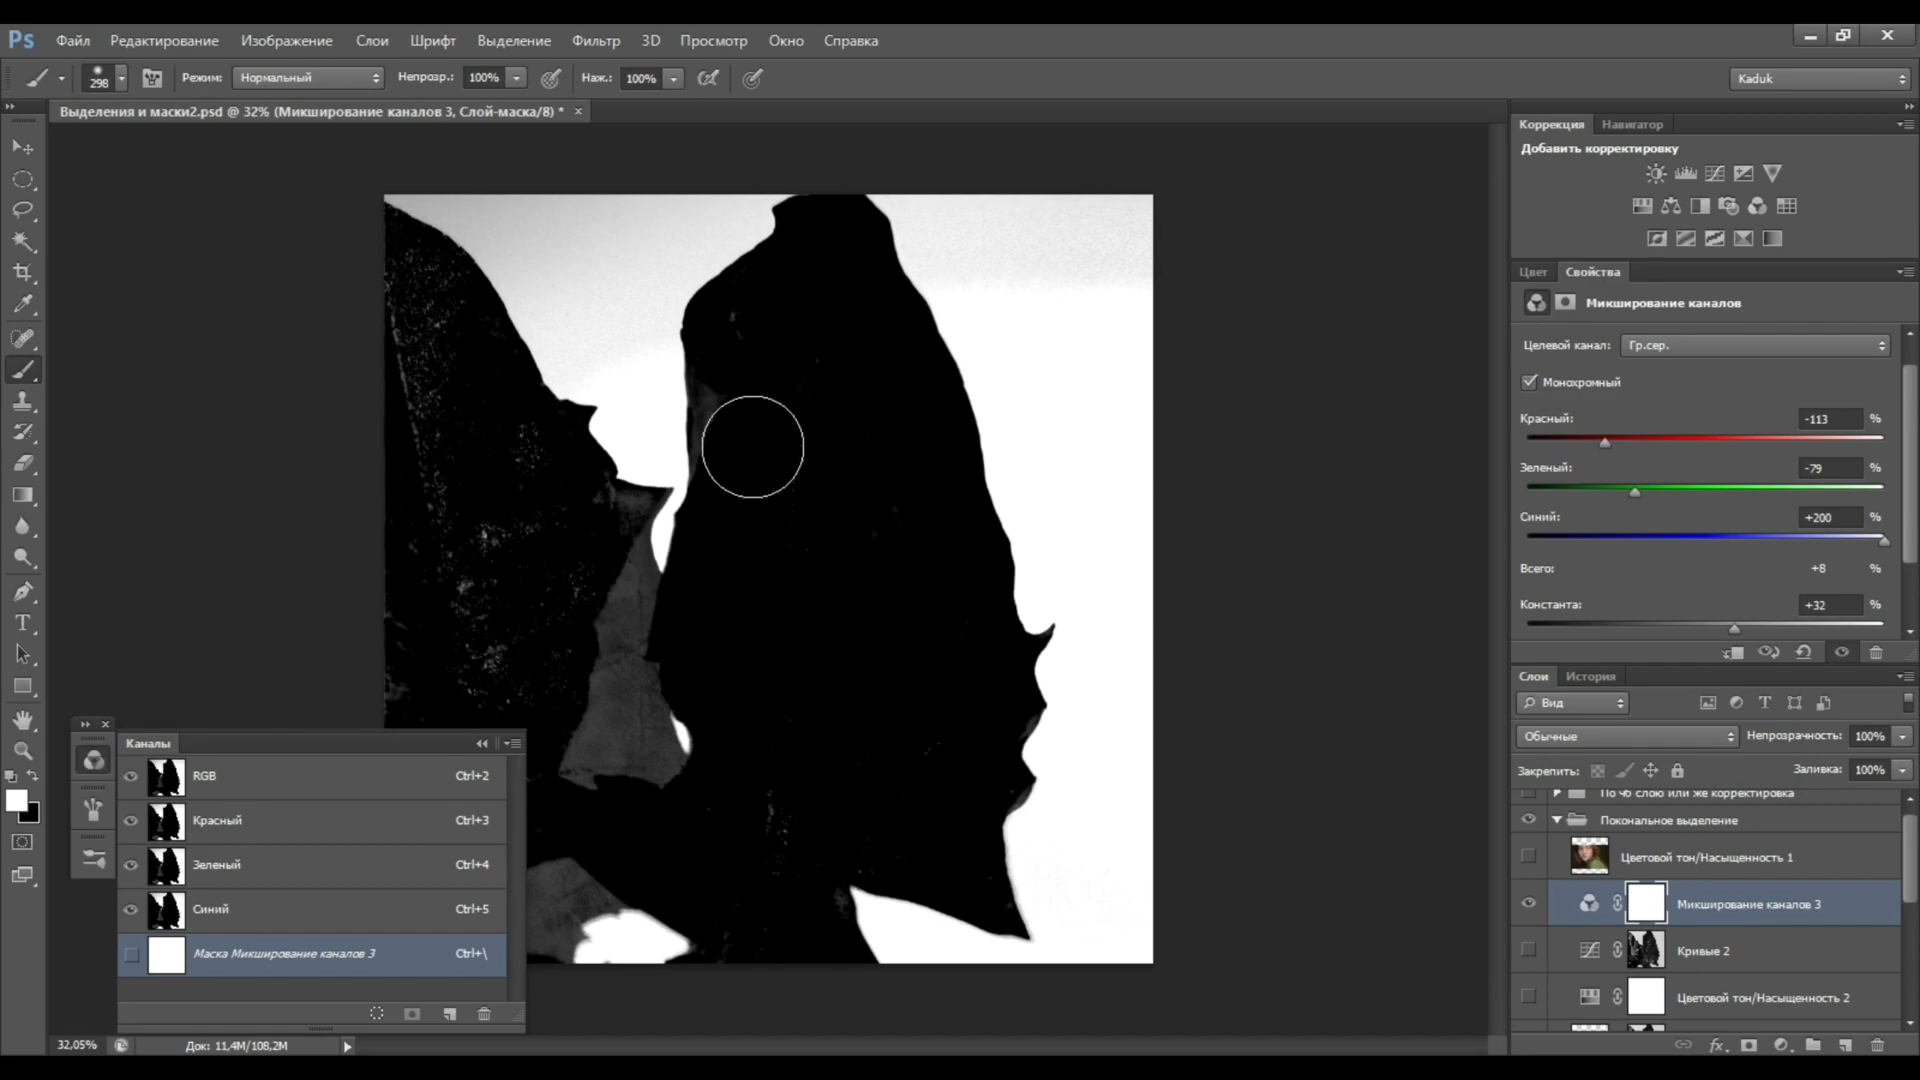 Ps Файл Редактирование Изображение Слои Шрифт Выделение Фильтр 3D Просмотр Окно Справка
298 Режим: Нормальный Непрозр.: 100% Наж.: 100% Kaduk
Выделения и маски2.psd @ 32% (Микширование каналов 3, Слой-маска/8) * ×
Коррекция Навигатор
Добавить корректировку
Цвет Свойства
Микширование каналов
Целевой канал: Гр.сер.
Монохромный
Красный: -113 %
Зеленый: -79 %
Синий: +200 %
Всего: +8 %
Константа: +32 %
Слои История
Вид
Обычные Непрозрачность: 100%
Закрепить: Заливка: 100%
По чб слою или же корректировка
Покональное выделение
Цветовой тон/Насыщенность 1
Микширование каналов 3
Кривые 2
Цветовой тон/Насыщенность 2
fx
Каналы
RGB Ctrl+2
Красный Ctrl+3
Зеленый Ctrl+4
Синий Ctrl+5
Маска Микширование каналов 3 Ctrl+\
32,05% Док: 11,4M/108,2M